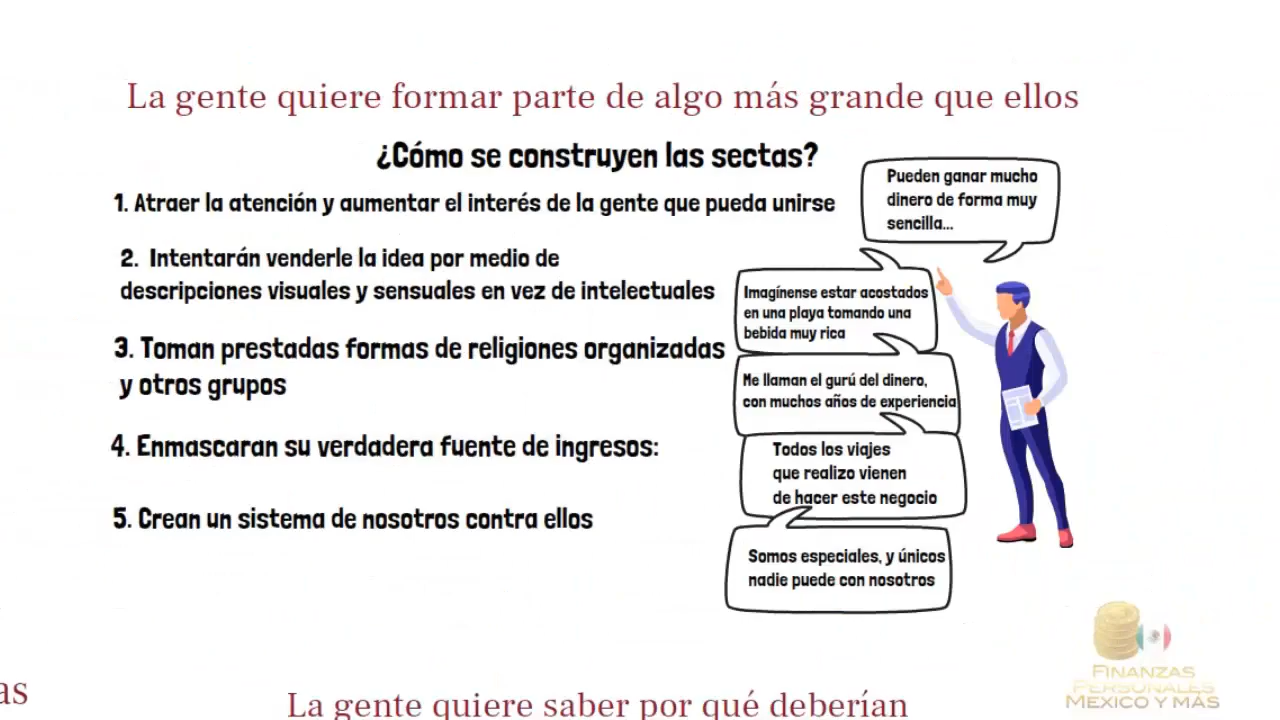 La gente quiere formar parte de algo más grande que ellos
¿Cómo se construyen las sectas?
1. Atraer la atención y aumentar el interés de la gente que pueda unirse
2. Intentarán venderle la idea por medio de
descripciones visuales y sensuales en vez de intelectuales
3. Toman prestadas formas de religiones organizadas
y otros grupos
4. Enmascaran su verdadera fuente de ingresos:
5. Crean un sistema de nosotros contra ellos
Pueden ganar mucho
dinero de forma muy
sencilla...
Imagínense estar acostados
en una playa tomando una
bebida muy rica
Me llaman el gurú del dinero,
con muchos años de experiencia
Todos los viajes
que realizo vienen
de hacer este negocio
Somos especiales, y únicos
nadie puede con nosotros
as
La gente quiere saber por qué deberían
FINANZAS
PERSONALES
MEXICO Y MAS